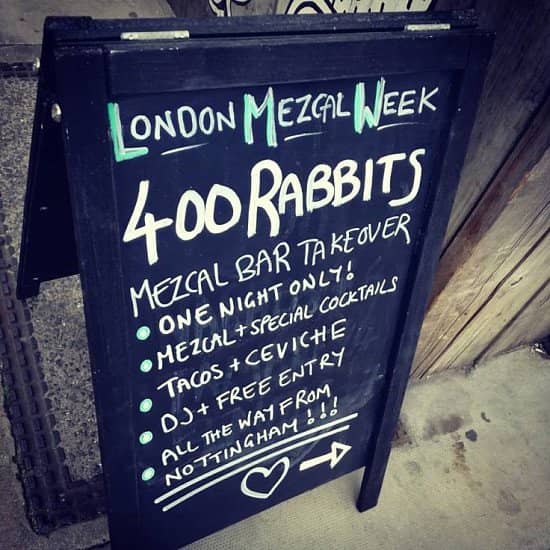 LONDON MEZCAL WEEK
400 RABBITS
MEZCAL BAR TAKEOVER
ONE NIGHT ONLY!
MEZCAL + SPECIAL COCKTAILS
TACOS + CEVICHE
DJ + FREE ENTRY
ALL THE WAY FROM
NOTTINGHAM!!!